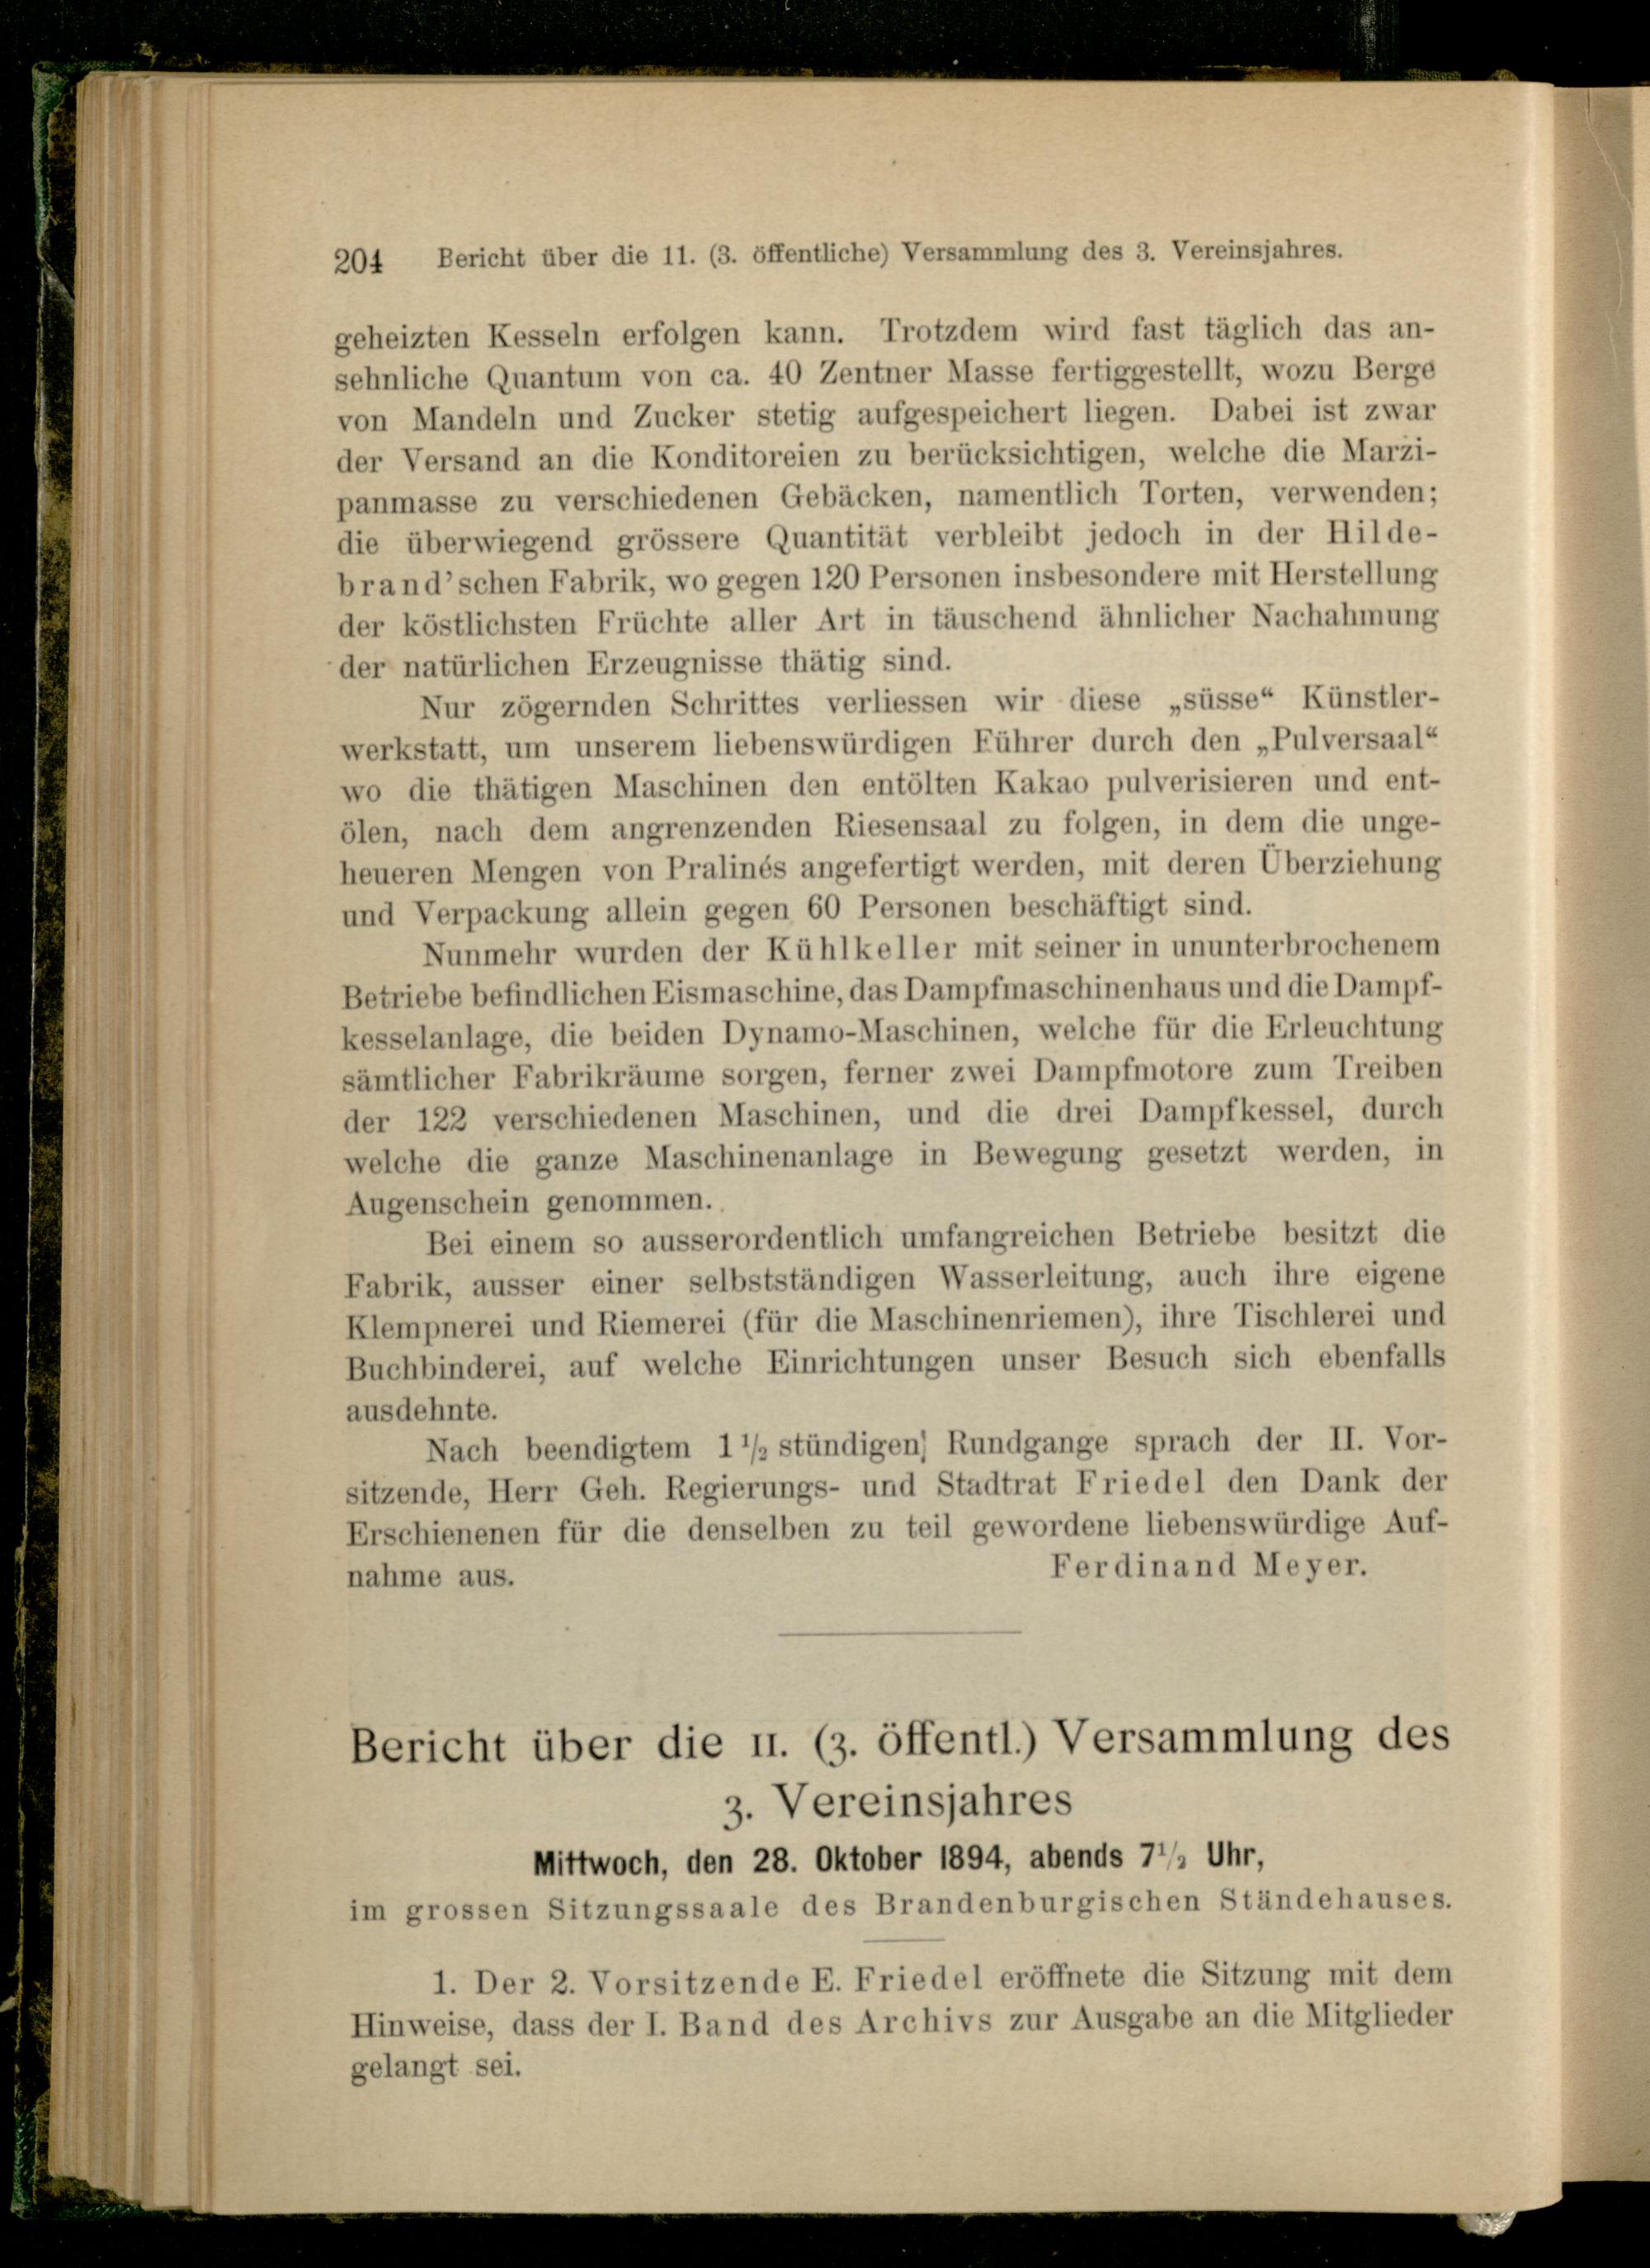 204 Bericht über die 11. (3. öffentliche) Versammlung des 3. Vereinsjahres.
geheizten Kesseln erfolgen kann. Trotzdem wird fast täglich das an-
sehnliche Quantum von ca. 40 Zentner Masse fertiggestellt, wozu Berge
von Mandeln und Zucker stetig aufgespeichert liegen. Dabei ist zwar
der Versand an die Konditoreien zu berücksichtigen, welche die Marzi-
panmasse zu verschiedenen Gebäcken, namentlich Torten, verwenden;
die überwiegend grössere Quantität verbleibt jedoch in der Hilde-
brand'schen Fabrik, wo gegen 120 Personen insbesondere mit Herstellung
der köstlichsten Früchte aller Art in täuschend ähnlicher Nachahmung
der natürlichen Erzeugnisse thätig sind.
Nur zögernden Schrittes verliessen wir diese „süsse“ Künstler-
werkstatt, um unserem liebenswürdigen Führer durch den „Pulversaal“
wo die thätigen Maschinen den entölten Kakao pulverisieren und ent-
ölen, nach dem angrenzenden Riesensaal zu folgen, in dem die unge-
heueren Mengen von Pralinés angefertigt werden, mit deren Überziehung
und Verpackung allein gegen 60 Personen beschäftigt sind.
Nunmehr wurden der Kühlkeller mit seiner in ununterbrochenem
Betriebe befindlichen Eismaschine, das Dampfmaschinenhaus und die Dampf-
kesselanlage, die beiden Dynamo-Maschinen, welche für die Erleuchtung
sämtlicher Fabrikräume sorgen, ferner zwei Dampfmotore zum Treiben
der 122 verschiedenen Maschinen, und die drei Dampfkessel, durch
welche die ganze Maschinenanlage in Bewegung gesetzt werden, in
Augenschein genommen.
Bei einem so ausserordentlich umfangreichen Betriebe besitzt die
Fabrik, ausser einer selbstständigen Wasserleitung, auch ihre eigene
Klempnerei und Riemerei (für die Maschinenriemen), ihre Tischlerei und
Buchbinderei, auf welche Einrichtungen unser Besuch sich ebenfalls
ausdehnte.
Nach beendigtem 1 1/2 stündigen Rundgange sprach der II. Vor-
sitzende, Herr Geh. Regierungs- und Stadtrat Friedel den Dank der
Erschienenen für die denselben zu teil gewordene liebenswürdige Auf-
nahme aus. Ferdinand Meyer.
Bericht über die 11. (3. öffentl.) Versammlung des
3. Vereinsjahres
Mittwoch, den 28. Oktober 1894, abends 7 1/2 Uhr,
im grossen Sitzungssaale des Brandenburgischen Ständehauses.
1. Der 2. Vorsitzende E. Friedel eröffnete die Sitzung mit dem
Hinweise, dass der I. Band des Archivs zur Ausgabe an die Mitglieder
gelangt sei.